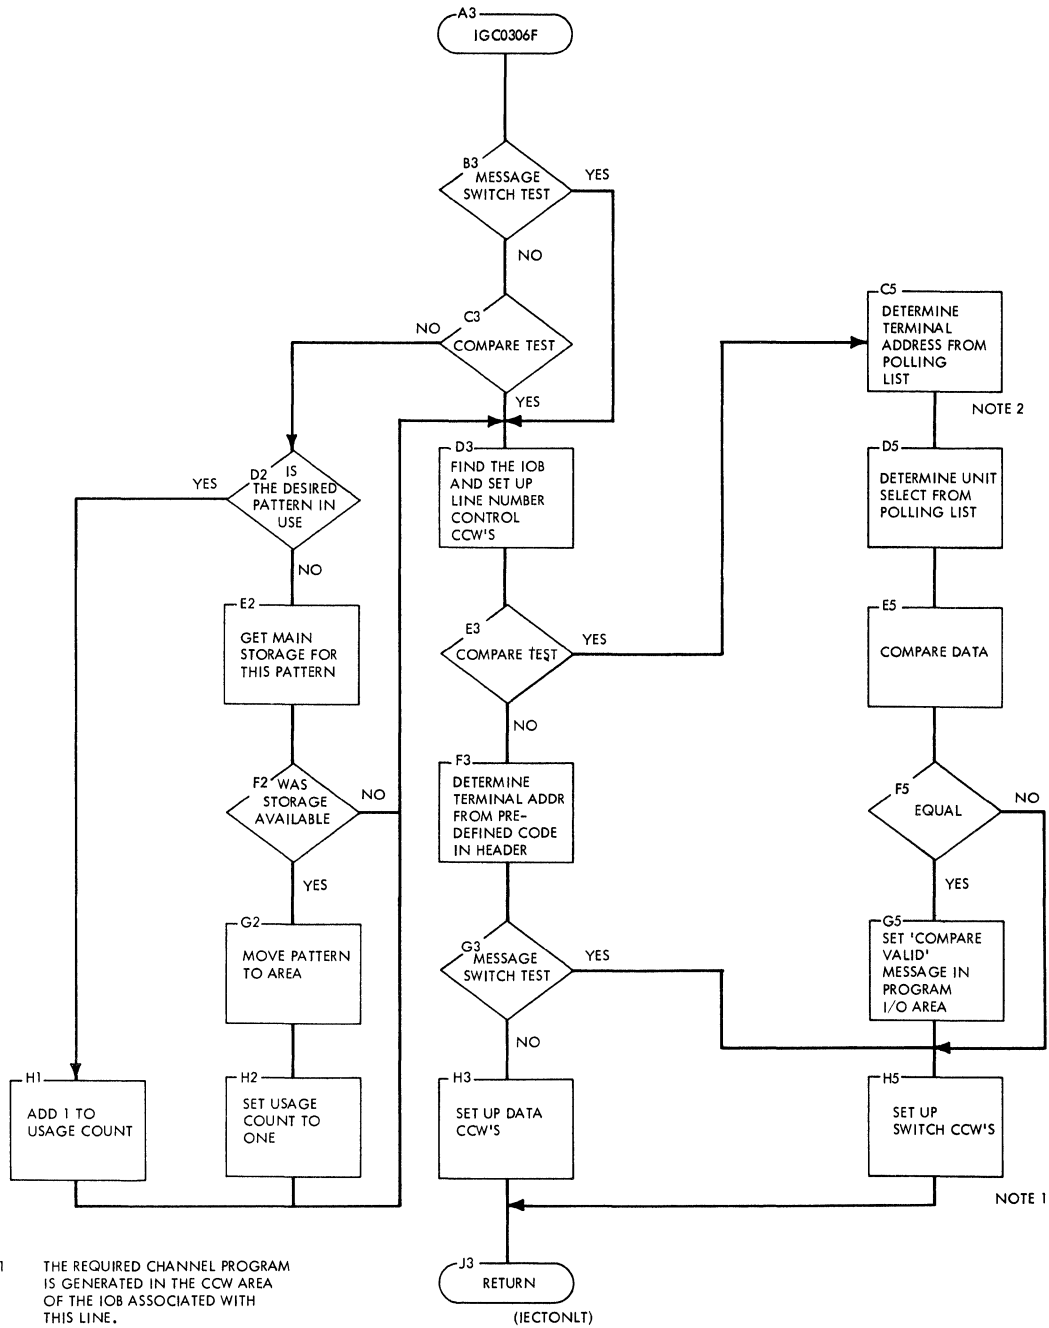 A3
IGC0306F
B3
MESSAGE
SWITCH TEST
YES
NO
C3
COMPARE TEST
NO
YES
C5
DETERMINE
TERMINAL
ADDRESS FROM
POLLING
LIST
NOTE 2
D2
IS
THE DESIRED
PATTERN IN
USE
YES
NO
D3
FIND THE IOB
AND SET UP
LINE NUMBER
CONTROL
CCW'S
D5
DETERMINE UNIT
SELECT FROM
POLLING LIST
E2
GET MAIN
STORAGE FOR
THIS PATTERN
E3
COMPARE TEST
YES
NO
E5
COMPARE DATA
F2 WAS
STORAGE
AVAILABLE
NO
YES
F3
DETERMINE
TERMINAL ADDR
FROM PRE-
DEFINED CODE
IN HEADER
F5
EQUAL
NO
YES
G2
MOVE PATTERN
TO AREA
G3
MESSAGE
SWITCH TEST
YES
NO
G5
SET 'COMPARE
VALID'
MESSAGE IN
PROGRAM
I/O AREA
H1
ADD 1 TO
USAGE COUNT
H2
SET USAGE
COUNT TO
ONE
H3
SET UP DATA
CCW'S
H5
SET UP
SWITCH CCW'S
NOTE 1
J3
RETURN
(IECTONLT)
1 THE REQUIRED CHANNEL PROGRAM
IS GENERATED IN THE CCW AREA
OF THE IOB ASSOCIATED WITH
THIS LINE.